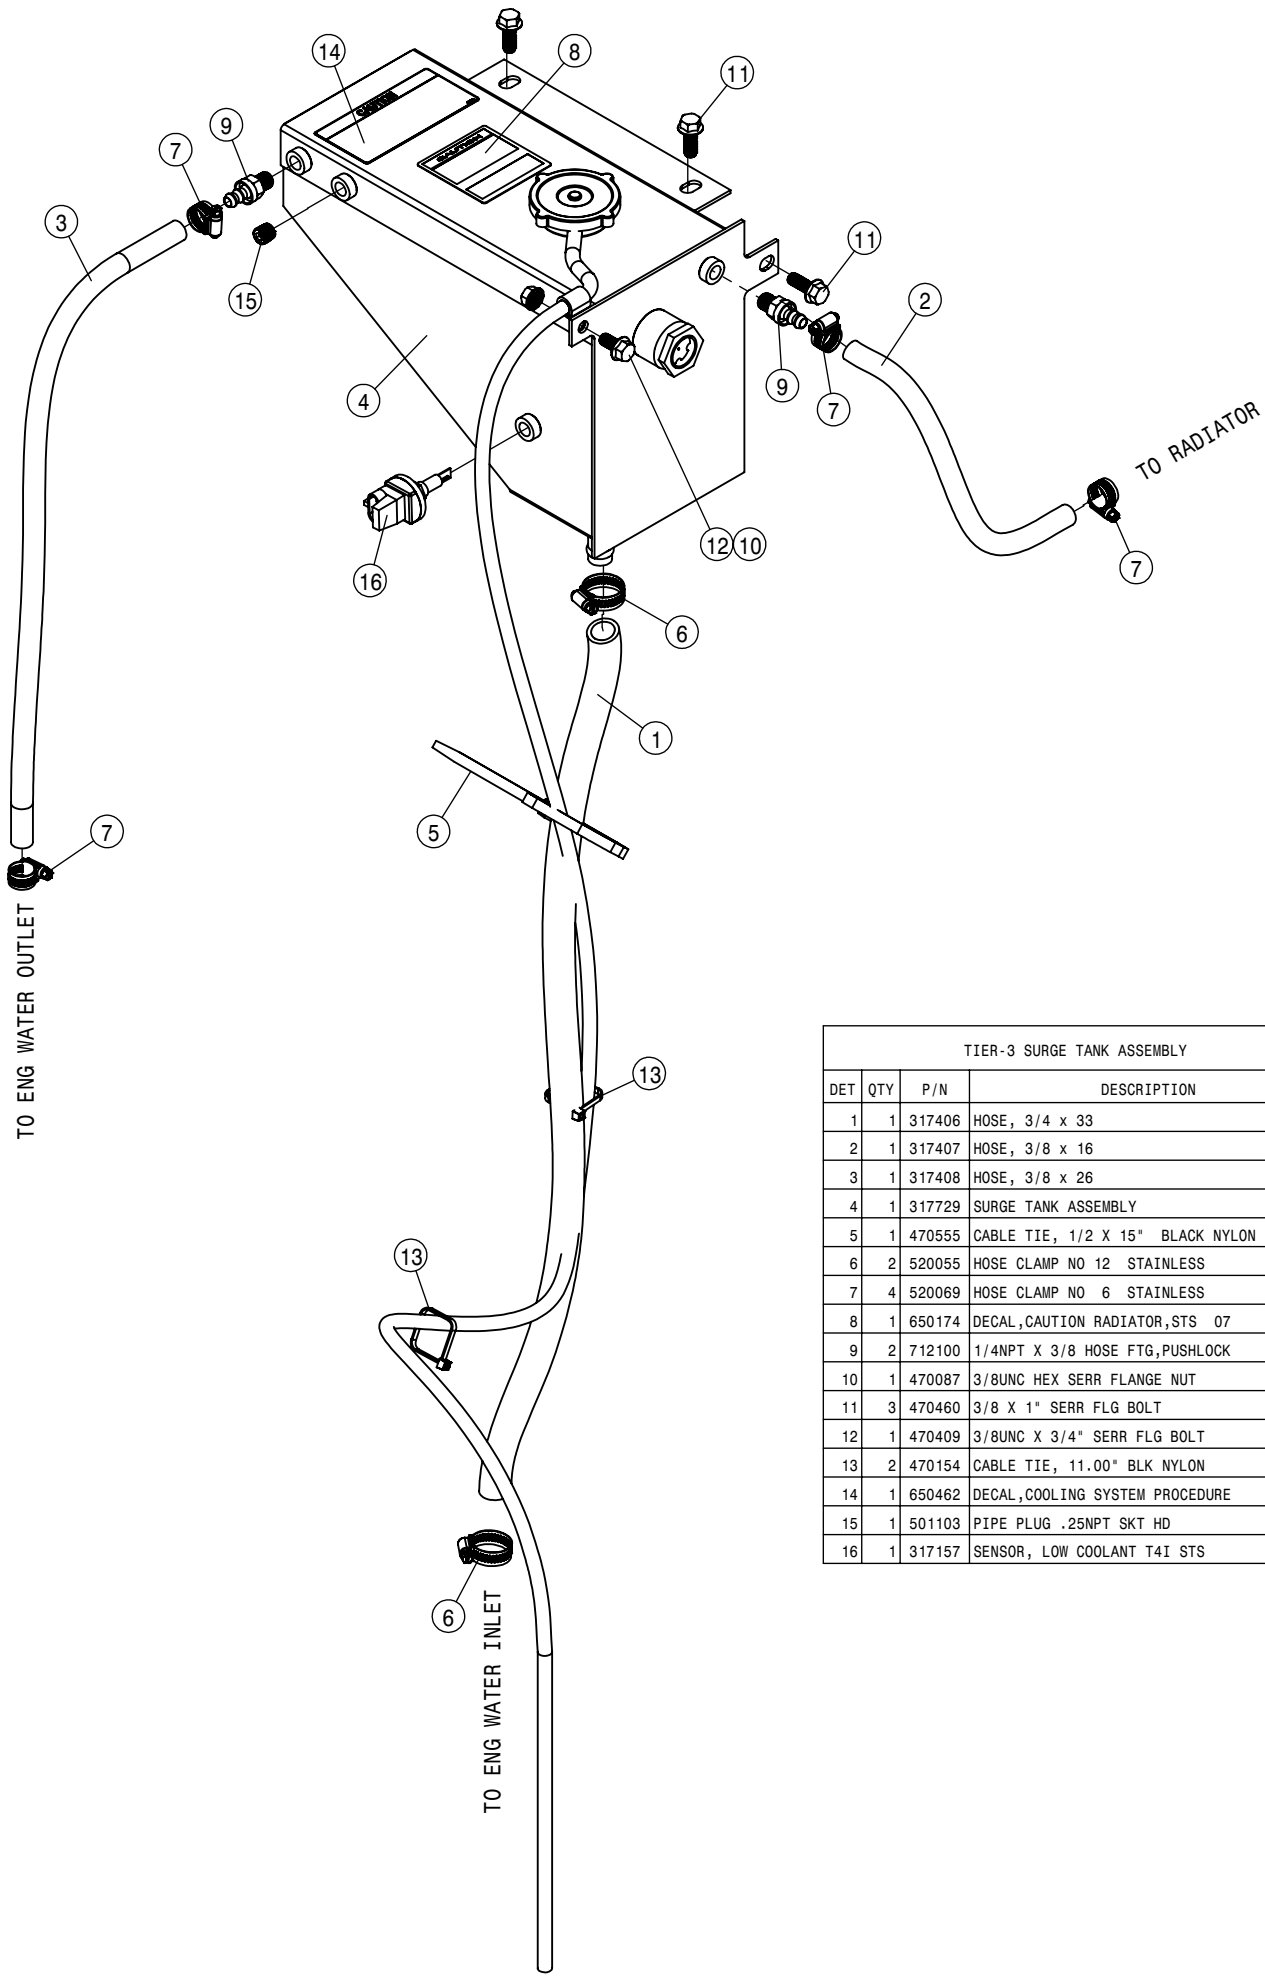 14
8
11
9
7
3
11
15
2
4
9
7
TO RADIATOR
12
10
16
7
6
1
5
7
TO ENG WATER OUTLET
13
13
6
TO ENG WATER INLET
CAUTION
TIER-3 SURGE TANK ASSEMBLY
DET QTY P/N DESCRIPTION
1 1 317406 HOSE, 3/4 x 33
2 1 317407 HOSE, 3/8 x 16
3 1 317408 HOSE, 3/8 x 26
4 1 317729 SURGE TANK ASSEMBLY
5 1 470555 CABLE TIE, 1/2 X 15" BLACK NYLON
6 2 520055 HOSE CLAMP NO 12 STAINLESS
7 4 520069 HOSE CLAMP NO 6 STAINLESS
8 1 650174 DECAL,CAUTION RADIATOR,STS 07
9 2 712100 1/4NPT X 3/8 HOSE FTG,PUSHLOCK
10 1 470087 3/8UNC HEX SERR FLANGE NUT
11 3 470460 3/8 X 1" SERR FLG BOLT
12 1 470409 3/8UNC X 3/4" SERR FLG BOLT
13 2 470154 CABLE TIE, 11.00" BLK NYLON
14 1 650462 DECAL,COOLING SYSTEM PROCEDURE
15 1 501103 PIPE PLUG .25NPT SKT HD
16 1 317157 SENSOR, LOW COOLANT T4I STS